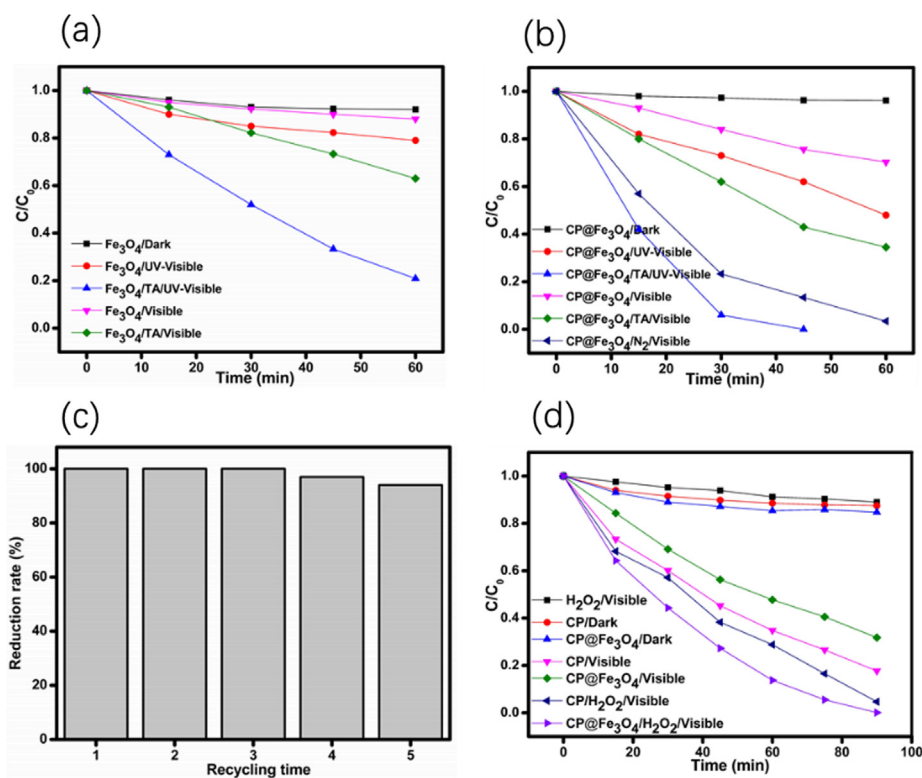 (a)
1.0
0.8
0.6
0.4
0.2
0.0
C/C₀
Fe₃O₄/Dark
Fe₃O₄/UV-Visible
Fe₃O₄/TA/UV-Visible
Fe₃O₄/Visible
Fe₃O₄/TA/Visible
0 10 20 30 40 50 60
Time (min)
(b)
1.0
0.8
0.6
0.4
0.2
0.0
C/C₀
CP@Fe₃O₄/Dark
CP@Fe₃O₄/UV-Visible
CP@Fe₃O₄/TA/UV-Visible
CP@Fe₃O₄/Visible
CP@Fe₃O₄/TA/Visible
CP@Fe₃O₄/N₂/Visible
0 10 20 30 40 50 60
Time (min)
(c)
100
80
60
40
20
0
Reduction rate (%)
1 2 3 4 5
Recycling time
(d)
1.0
0.8
0.6
0.4
0.2
0.0
C/C₀
H₂O₂/Visible
CP/Dark
CP@Fe₃O₄/Dark
CP/Visible
CP@Fe₃O₄/Visible
CP/H₂O₂/Visible
CP@Fe₃O₄/H₂O₂/Visible
0 20 40 60 80 100
Time (min)